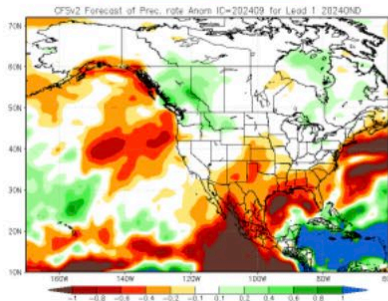 CFSv2 Forecast of Prec. rate Anom IC=202409 for Lead 1 2024OND
70N
60N
50N
40N
30N
20N
10N
160W 140W 120W 100W 80W
-1 -0.8 -0.6 -0.4 -0.2 -0.1 0.1 0.2 0.4 0.6 0.8